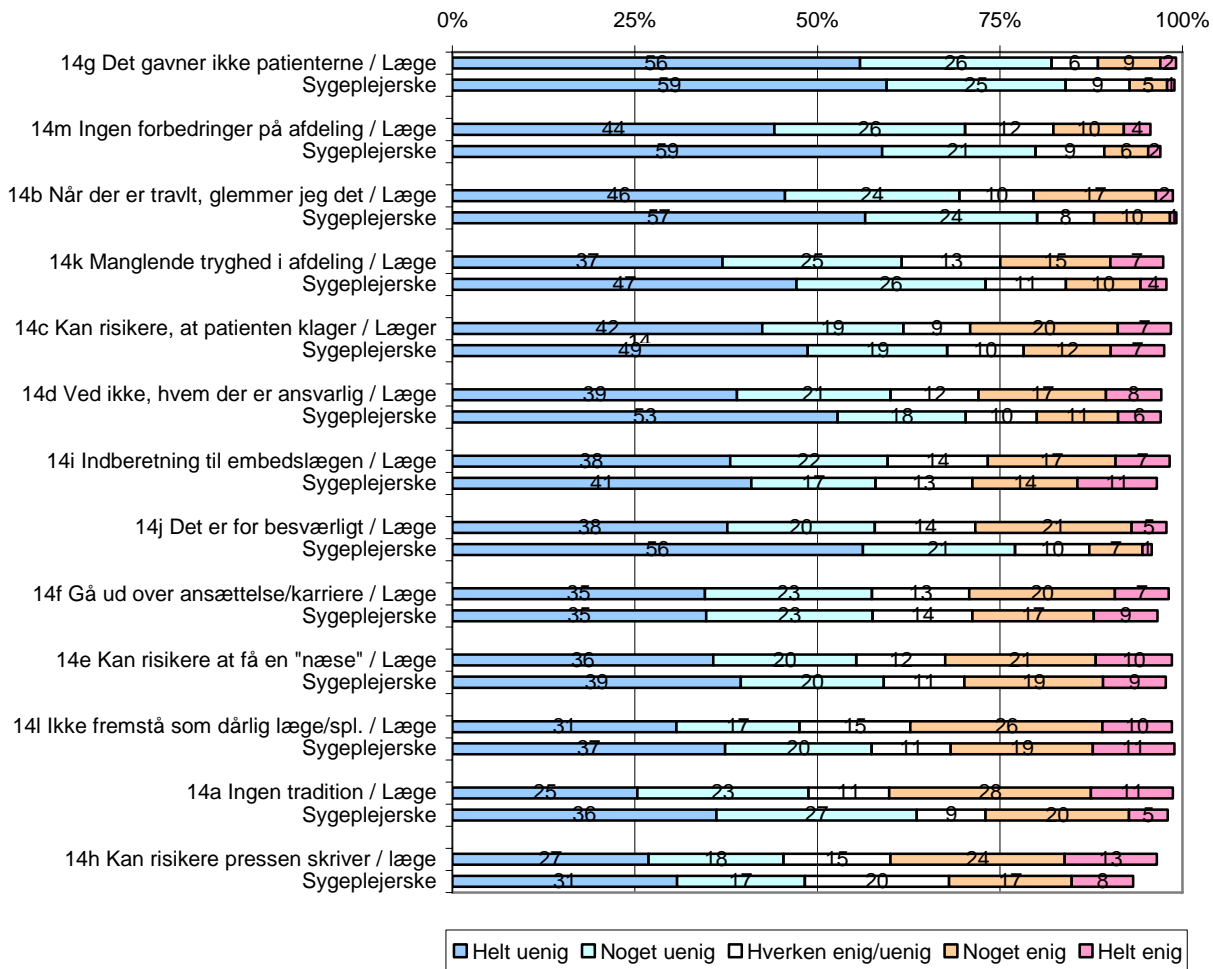 0% 25% 50% 75% 100%
14g Det gavner ikke patienterne / Læge 56 26 6 9 2
Sygeplejerske 59 25 9 5 1
14m Ingen forbedringer på afdeling / Læge 44 26 12 10 4
Sygeplejerske 59 21 9 6 2
14b Når der er travlt, glemmer jeg det / Læge 46 24 10 17 2
Sygeplejerske 57 24 8 10 1
14k Manglende tryghed i afdeling / Læge 37 25 13 15 7
Sygeplejerske 47 26 11 10 4
14c Kan risikere, at patienten klager / Læger 42 19 9 20 7
14
Sygeplejerske 49 19 10 12 7
14d Ved ikke, hvem der er ansvarlig / Læge 39 21 12 17 8
Sygeplejerske 53 18 10 11 6
14i Indberetning til embedslægen / Læge 38 22 14 17 7
Sygeplejerske 41 17 13 14 11
14j Det er for besværligt / Læge 38 20 14 21 5
Sygeplejerske 56 21 10 7 1
14f Gå ud over ansættelse/karriere / Læge 35 23 13 20 7
Sygeplejerske 35 23 14 17 9
14e Kan risikere at få en "næse" / Læge 36 20 12 21 10
Sygeplejerske 39 20 11 19 9
14l Ikke fremstå som dårlig læge/spl. / Læge 31 17 15 26 10
Sygeplejerske 37 20 11 19 11
14a Ingen tradition / Læge 25 23 11 28 11
Sygeplejerske 36 27 9 20 5
14h Kan risikere pressen skriver / læge 27 18 15 24 13
Sygeplejerske 31 17 20 17 8
Helt uenig Noget uenig Hverken enig/uenig Noget enig Helt enig